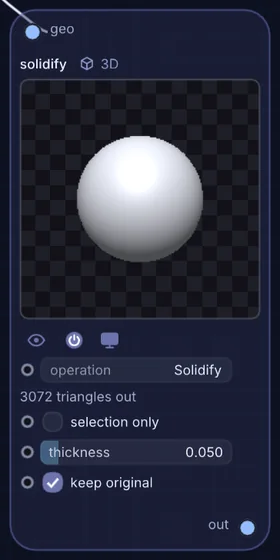 geo
solidify 3D
operation Solidify
3072 triangles out
selection only
thickness 0.050
keep original
out